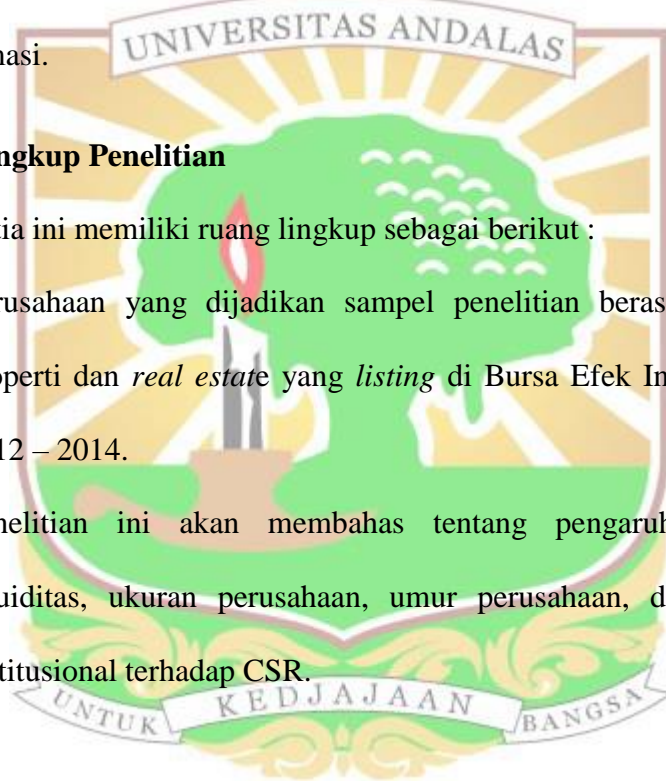 UNIVERSITAS ANDALAS
masi.
ngkup Penelitian
tia ini memiliki ruang lingkup sebagai berikut :
rusahaan yang dijadikan sampel penelitian beras
operti dan real estate yang listing di Bursa Efek In
12 – 2014.
nelitian ini akan membahas tentang pengaruh
uiditas, ukuran perusahaan, umur perusahaan, d
titusional terhadap CSR.
UNTUK KEDJAJAAN BANGSA